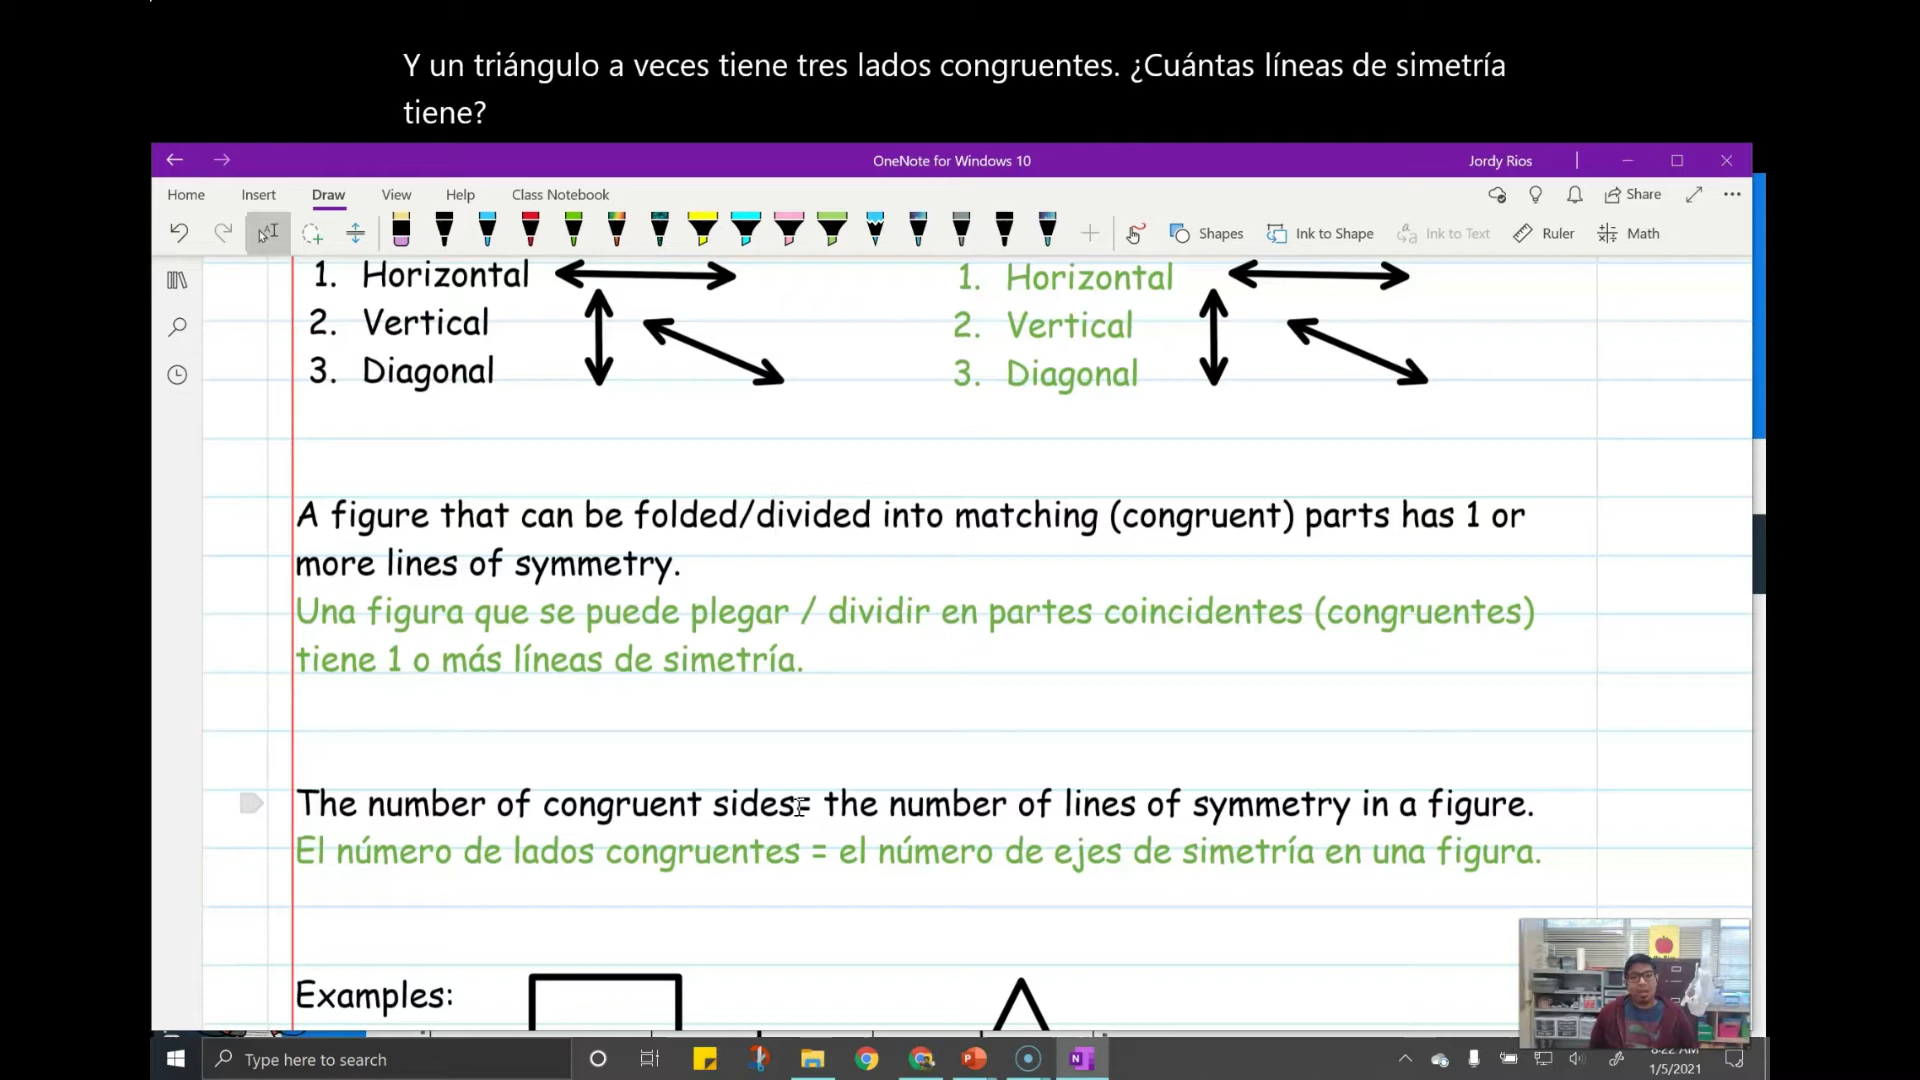 Y un triángulo a veces tiene tres lados congruentes. ¿Cuántas líneas de simetría
tiene?
OneNote for Windows 10
Jordy Rios
Home Insert Draw View Help Class Notebook
Share
Shapes Ink to Shape Ink to Text Ruler Math
1. Horizontal
2. Vertical
3. Diagonal
1. Horizontal
2. Vertical
3. Diagonal
A figure that can be folded/divided into matching (congruent) parts has 1 or
more lines of symmetry.
Una figura que se puede plegar / dividir en partes coincidentes (congruentes)
tiene 1 o más líneas de simetría.
The number of congruent sides= the number of lines of symmetry in a figure.
El número de lados congruentes = el número de ejes de simetría en una figura.
Examples:
Type here to search
1/5/2021